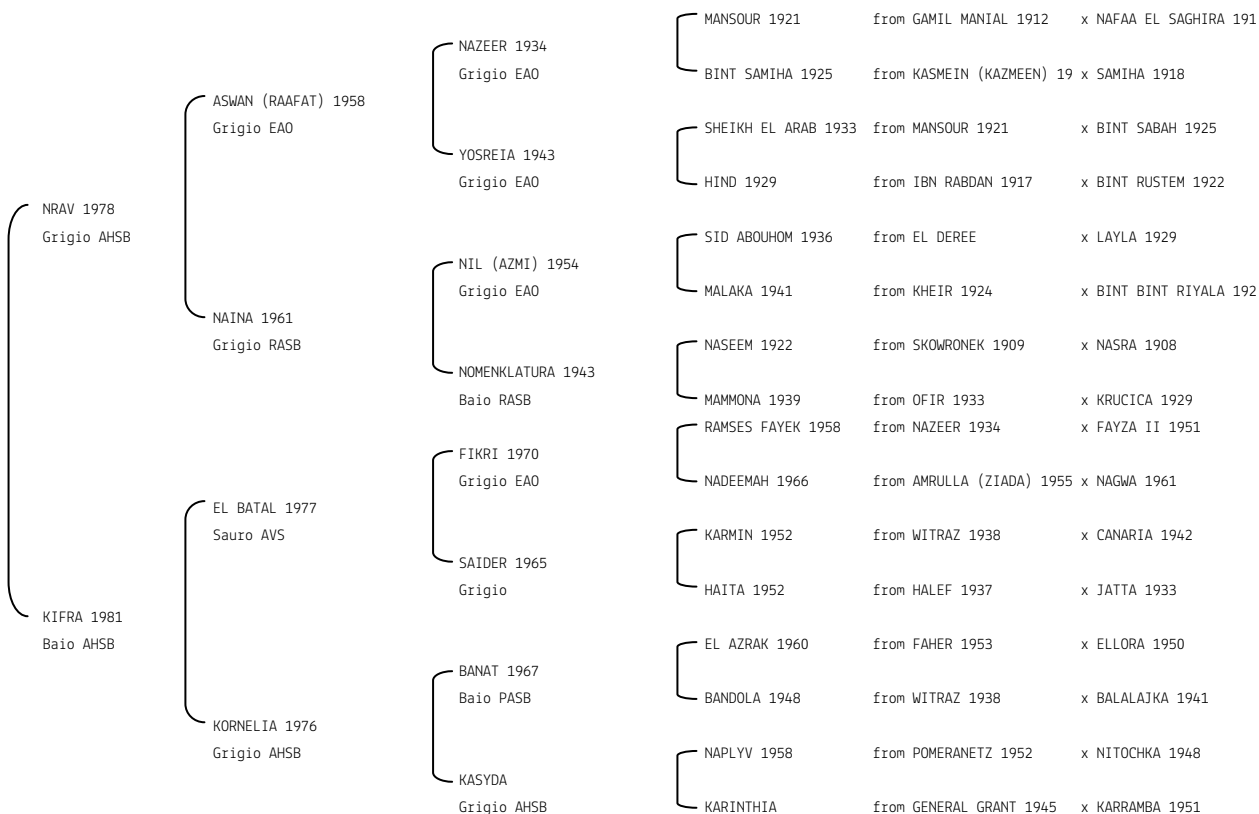 MANSOUR 1921 from GAMIL MANIAL 1912 x NAFAA EL SAGHIRA 191
NAZEER 1934
Grigio EAO
BINT SAMIHA 1925 from KASMEIN (KAZMEEN) 19 x SAMIHA 1918
ASWAN (RAAFAT) 1958
Grigio EAO
SHEIKH EL ARAB 1933 from MANSOUR 1921 x BINT SABAH 1925
YOSREIA 1943
Grigio EAO
HIND 1929 from IBN RABDAN 1917 x BINT RUSTEM 1922
NRAV 1978
Grigio AHSB
SID ABOUHOM 1936 from EL DEREE x LAYLA 1929
NIL (AZMI) 1954
Grigio EAO
MALAKA 1941 from KHEIR 1924 x BINT BINT RIYALA 192
NAINA 1961
Grigio RASB
NASEEM 1922 from SKOWRONEK 1909 x NASRA 1908
NOMENKLATURA 1943
Baio RASB
MAMMONA 1939 from OFIR 1933 x KRUCICA 1929
RAMSES FAYEK 1958 from NAZEER 1934 x FAYZA II 1951
FIKRI 1970
Grigio EAO
NADEEMAH 1966 from AMRULLA (ZIADA) 1955 x NAGWA 1961
EL BATAL 1977
Sauro AVS
KARMIN 1952 from WITRAZ 1938 x CANARIA 1942
SAIDER 1965
Grigio
HAITA 1952 from HALEF 1937 x JATTA 1933
KIFRA 1981
Baio AHSB
EL AZRAK 1960 from FAHER 1953 x ELLORA 1950
BANAT 1967
Baio PASB
BANDOLA 1948 from WITRAZ 1938 x BALALAJKA 1941
KORNELIA 1976
Grigio AHSB
NAPLYV 1958 from POMERANETZ 1952 x NITOCHKA 1948
KASYDA
Grigio AHSB
KARINTHIA from GENERAL GRANT 1945 x KARRAMBA 1951